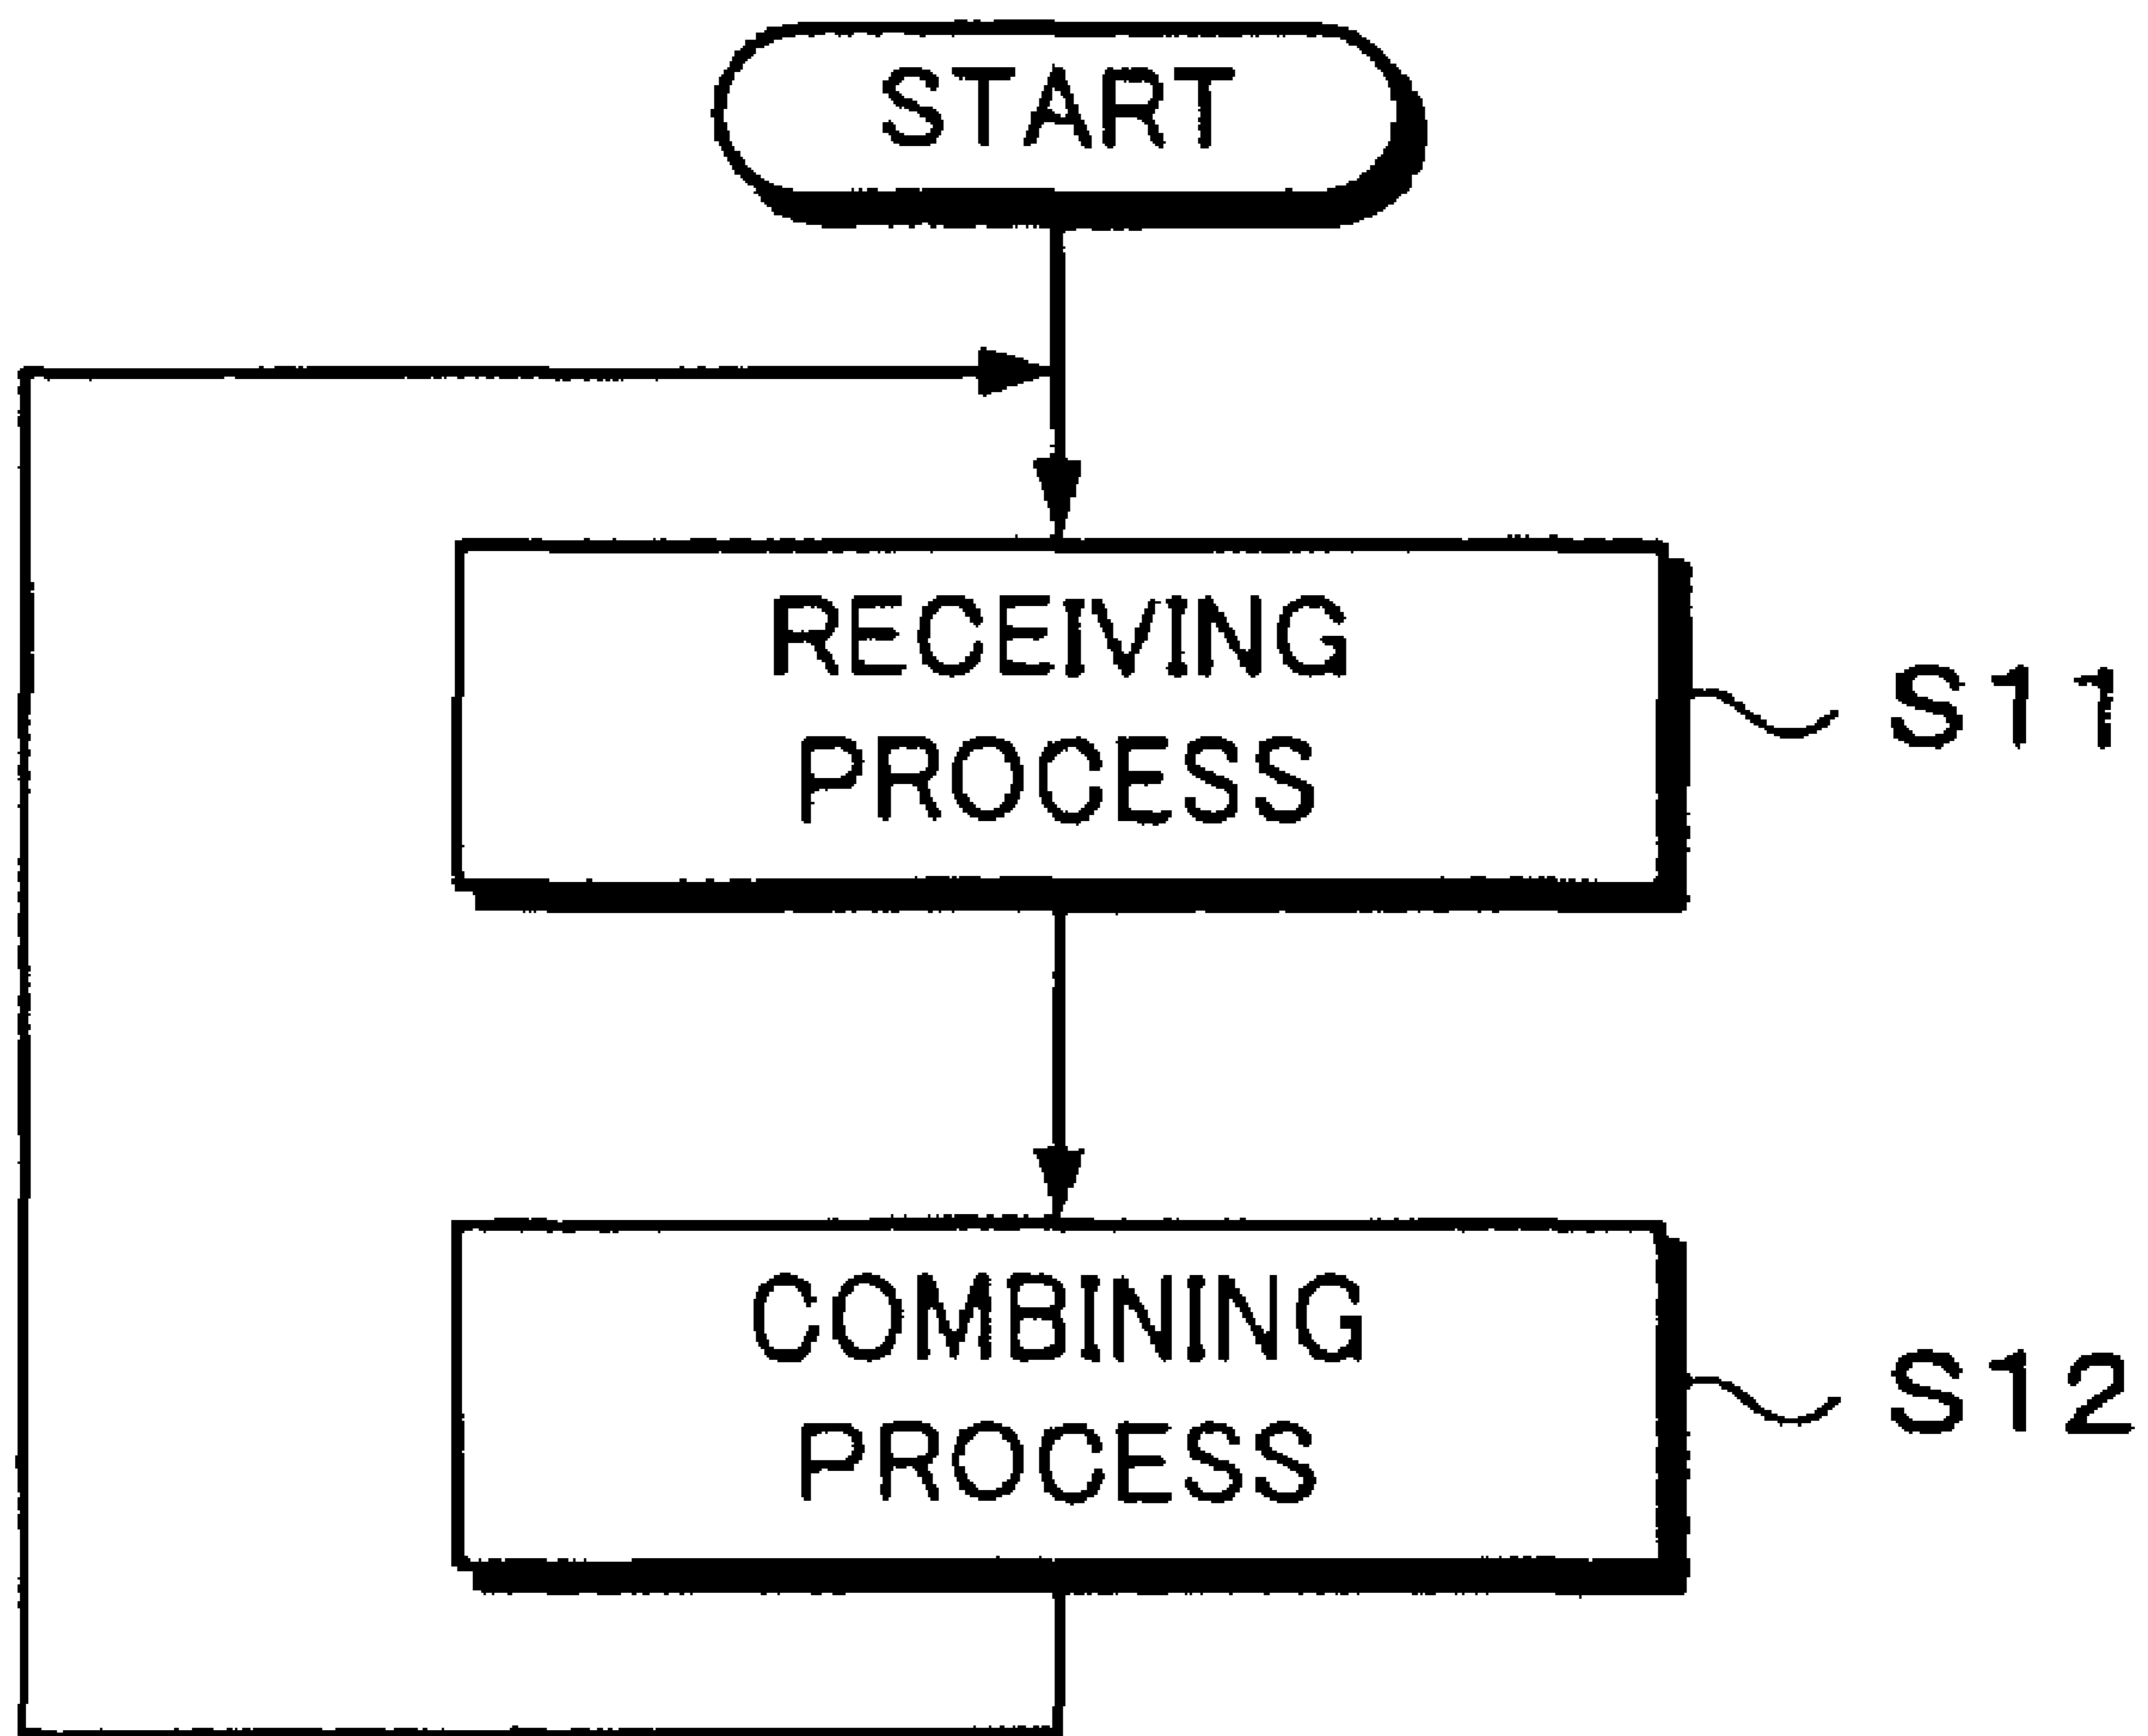 START
RECEIVING
PROCESS
S11
COMBINING
PROCESS
S12